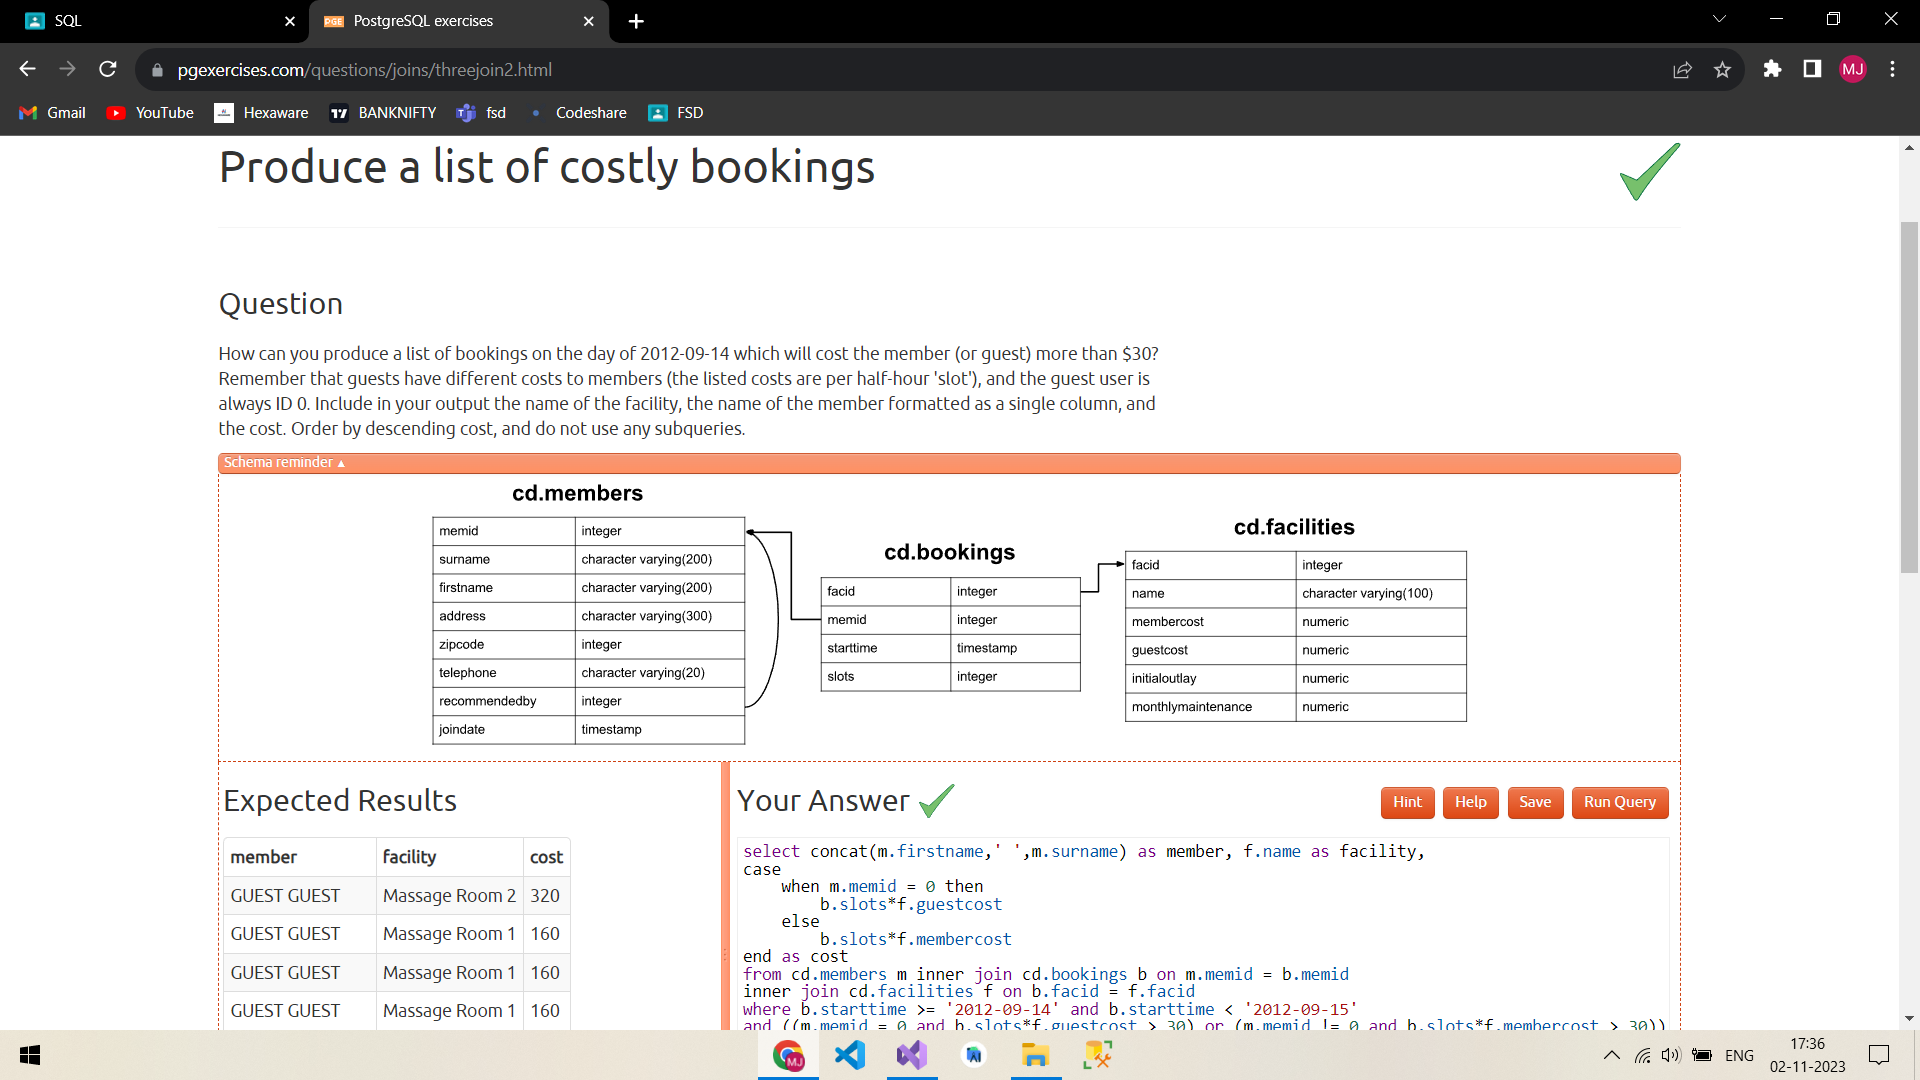 SQL
PGE PostgreSQL exercises
pgexercises.com/questions/joins/threejoin2.html
MJ
Gmail YouTube Hexaware BANKNIFTY fsd Codeshare FSD
Produce a list of costly bookings
Question
How can you produce a list of bookings on the day of 2012-09-14 which will cost the member (or guest) more than $30?
Remember that guests have different costs to members (the listed costs are per half-hour 'slot'), and the guest user is
always ID 0. Include in your output the name of the facility, the name of the member formatted as a single column, and
the cost. Order by descending cost, and do not use any subqueries.
Schema reminder ▲
cd.members
memid integer
surname character varying(200)
firstname character varying(200)
address character varying(300)
zipcode integer
telephone character varying(20)
recommendedby integer
joindate timestamp
cd.bookings
facid integer
memid integer
starttime timestamp
slots integer
cd.facilities
facid integer
name character varying(100)
membercost numeric
guestcost numeric
initialoutlay numeric
monthlymaintenance numeric
Expected Results
member facility cost
GUEST GUEST Massage Room 2 320
GUEST GUEST Massage Room 1 160
GUEST GUEST Massage Room 1 160
GUEST GUEST Massage Room 1 160
Your Answer
Hint Help Save Run Query
select concat(m.firstname,' ',m.surname) as member, f.name as facility,
case
when m.memid = 0 then
b.slots*f.guestcost
else
b.slots*f.membercost
end as cost
from cd.members m inner join cd.bookings b on m.memid = b.memid
inner join cd.facilities f on b.facid = f.facid
where b.starttime >= '2012-09-14' and b.starttime < '2012-09-15'
and ((m.memid = 0 and b.slots*f.guestcost > 30) or (m.memid != 0 and b.slots*f.membercost > 30))
MJ
ENG
17:36
02-11-2023